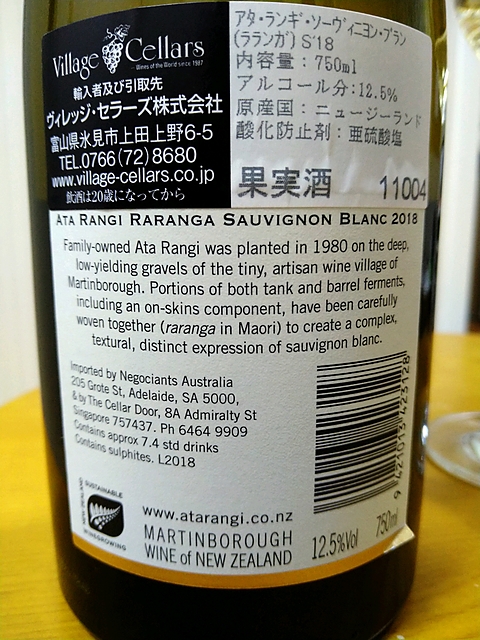 Village Cellars
Wines of the World since 1987
輸入者及び引取先
ヴィレッジ・セラーズ株式会社
富山県氷見市上田上野6-5
TEL.0766(72)8680
www.village-cellars.co.jp
飲酒は20歳になってから
アタ・ランギ・ソーヴィニヨン・ブラン
(ラランガ) S'18
内容量：750ml
アルコール分:12.5%
原産国：ニュージーランド
酸化防止剤：亜硫酸塩
果実酒 11004
ATA RANGI RARANGA SAUVIGNON BLANC 2018
Family-owned Ata Rangi was planted in 1980 on the deep,
low-yielding gravels of the tiny, artisan wine village of
Martinborough. Portions of both tank and barrel ferments,
including an on-skins component, have been carefully
woven together (raranga in Maori) to create a complex,
textural, distinct expression of sauvignon blanc.
Imported by Negociants Australia
205 Grote St, Adelaide, SA 5000,
& by The Cellar Door, 8A Admiralty St
Singapore 757437. Ph 6464 9909
Contains approx 7.4 std drinks
Contains sulphites. L2018
9 421013 423128
SUSTAINABLE
NEW ZEALAND
WINEGROWING
www.atarangi.co.nz
MARTINBOROUGH
WINE of NEW ZEALAND
12.5%Vol 750ml